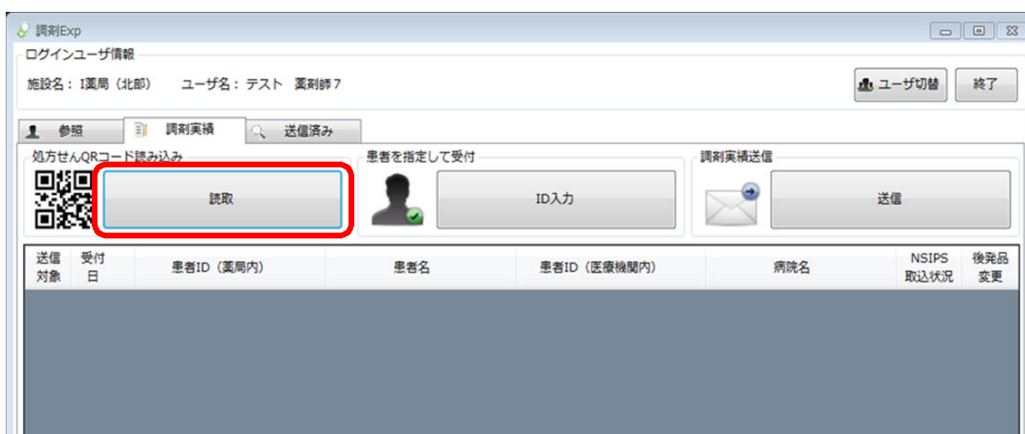 調剤Exp
ログインユーザ情報
施設名： I薬局（北部） ユーザ名： テスト 薬剤師７
ユーザ切替 終了
参照 調剤実績 送信済み
処方せんQRコード読み込み 患者を指定して受付 調剤実績送信
読取 ID入力 送信
送信対象 受付日 患者ID（薬局内） 患者名 患者ID（医療機関内） 病院名 NSIPS取込状況 後発品変更